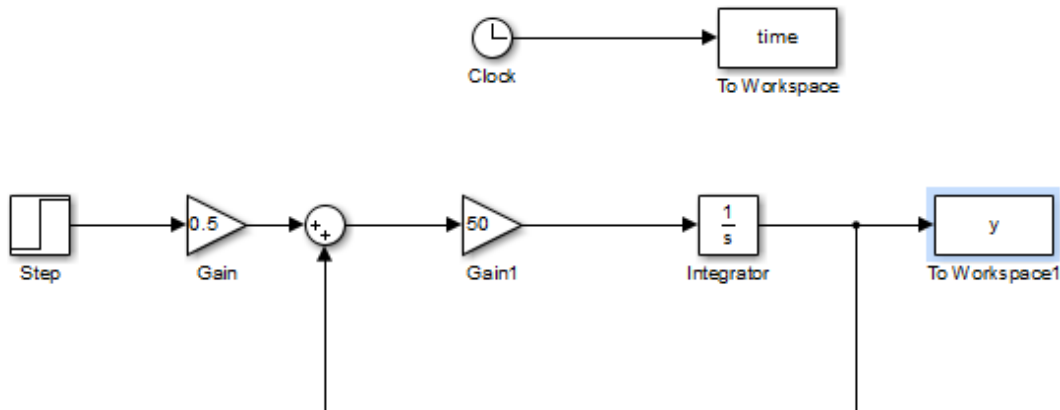 time
Clock
To Workspace
0.5
+
+
50
1
s
y
Step
Gain
Gain1
Integrator
To Workspace1